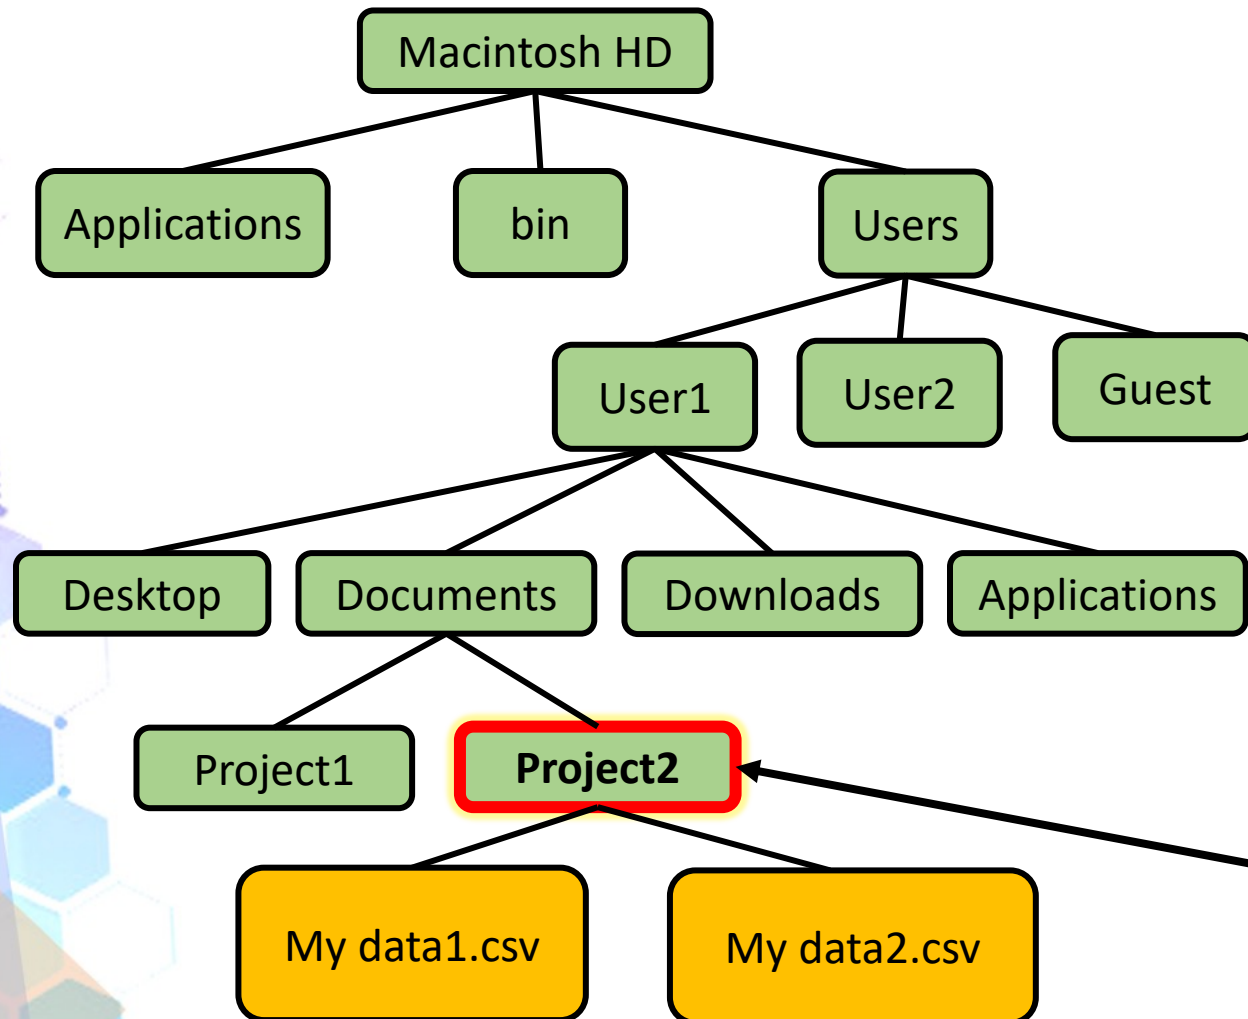 Macintosh HD
Applications
bin
Users
User1
User2
Guest
Desktop
Documents
Downloads
Applications
Project1
Project2
My data1.csv
My data2.csv